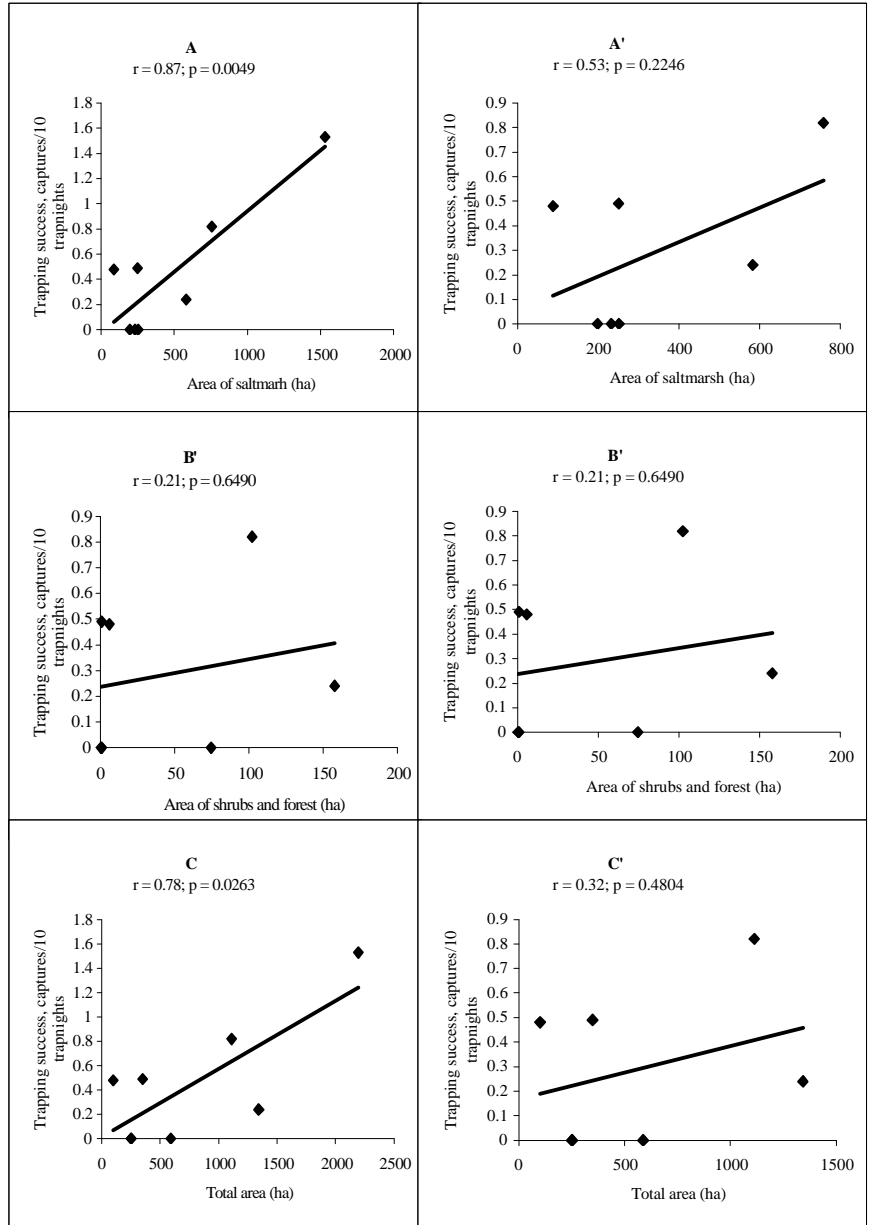 A
r = 0.87; p = 0.0049
Trapping success, captures/10
trapnights
1.8
1.6
1.4
1.2
1
0.8
0.6
0.4
0.2
0
0 500 1000 1500 2000
Area of saltmarh (ha)
A'
r = 0.53; p = 0.2246
Trapping success, captures/10
trapnights
0.9
0.8
0.7
0.6
0.5
0.4
0.3
0.2
0.1
0
0 200 400 600 800
Area of saltmarsh (ha)
B'
r = 0.21; p = 0.6490
Trapping success, captures/10
trapnights
0.9
0.8
0.7
0.6
0.5
0.4
0.3
0.2
0.1
0
0 50 100 150 200
Area of shrubs and forest (ha)
B'
r = 0.21; p = 0.6490
Trapping success, captures/10
trapnights
0.9
0.8
0.7
0.6
0.5
0.4
0.3
0.2
0.1
0
0 50 100 150 200
Area of shrubs and forest (ha)
C
r = 0.78; p = 0.0263
Trapping success, captures/10
trapnights
1.8
1.6
1.4
1.2
1
0.8
0.6
0.4
0.2
0
0 500 1000 1500 2000 2500
Total area (ha)
C'
r = 0.32; p = 0.4804
Trapping success, captures/10
trapnights
0.9
0.8
0.7
0.6
0.5
0.4
0.3
0.2
0.1
0
0 500 1000 1500
Total area (ha)